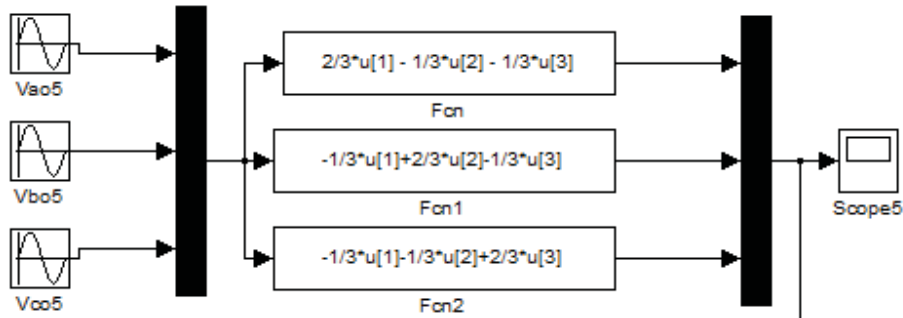 Vao5
Vbo5
Vco5
2/3*u[1] - 1/3*u[2] - 1/3*u[3]
Fcn
-1/3*u[1]+2/3*u[2]-1/3*u[3]
Fcn1
-1/3*u[1]-1/3*u[2]+2/3*u[3]
Fcn2
Scope5